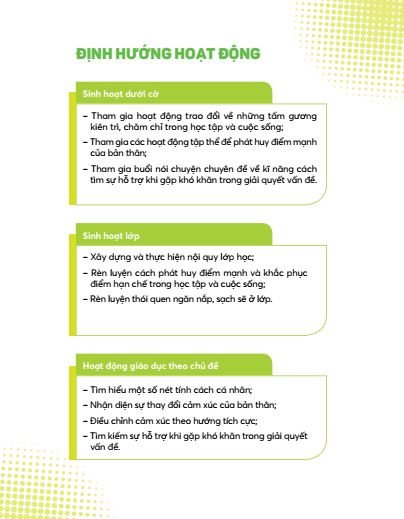 ĐỊNH HƯỚNG HOẠT ĐỘNG
Sinh hoạt dưới cờ
– Tham gia hoạt động trao đổi về những tấm gương
kiên trì, chăm chỉ trong học tập và cuộc sống;
– Tham gia các hoạt động tập thể để phát huy điểm mạnh
của bản thân;
– Tham gia buổi nói chuyện chuyên đề về kĩ năng cách
tìm sự hỗ trợ khi gặp khó khăn trong giải quyết vấn đề.
Sinh hoạt lớp
– Xây dựng và thực hiện nội quy lớp học;
– Rèn luyện cách phát huy điểm mạnh và khắc phục
điểm hạn chế trong học tập và cuộc sống;
– Rèn luyện thói quen ngăn nắp, sạch sẽ ở lớp.
Hoạt động giáo dục theo chủ đề
– Tìm hiểu một số nét tính cách cá nhân;
– Nhận diện sự thay đổi cảm xúc của bản thân;
– Điều chỉnh cảm xúc theo hướng tích cực;
– Tìm kiếm sự hỗ trợ khi gặp khó khăn trong giải quyết
vấn đề.